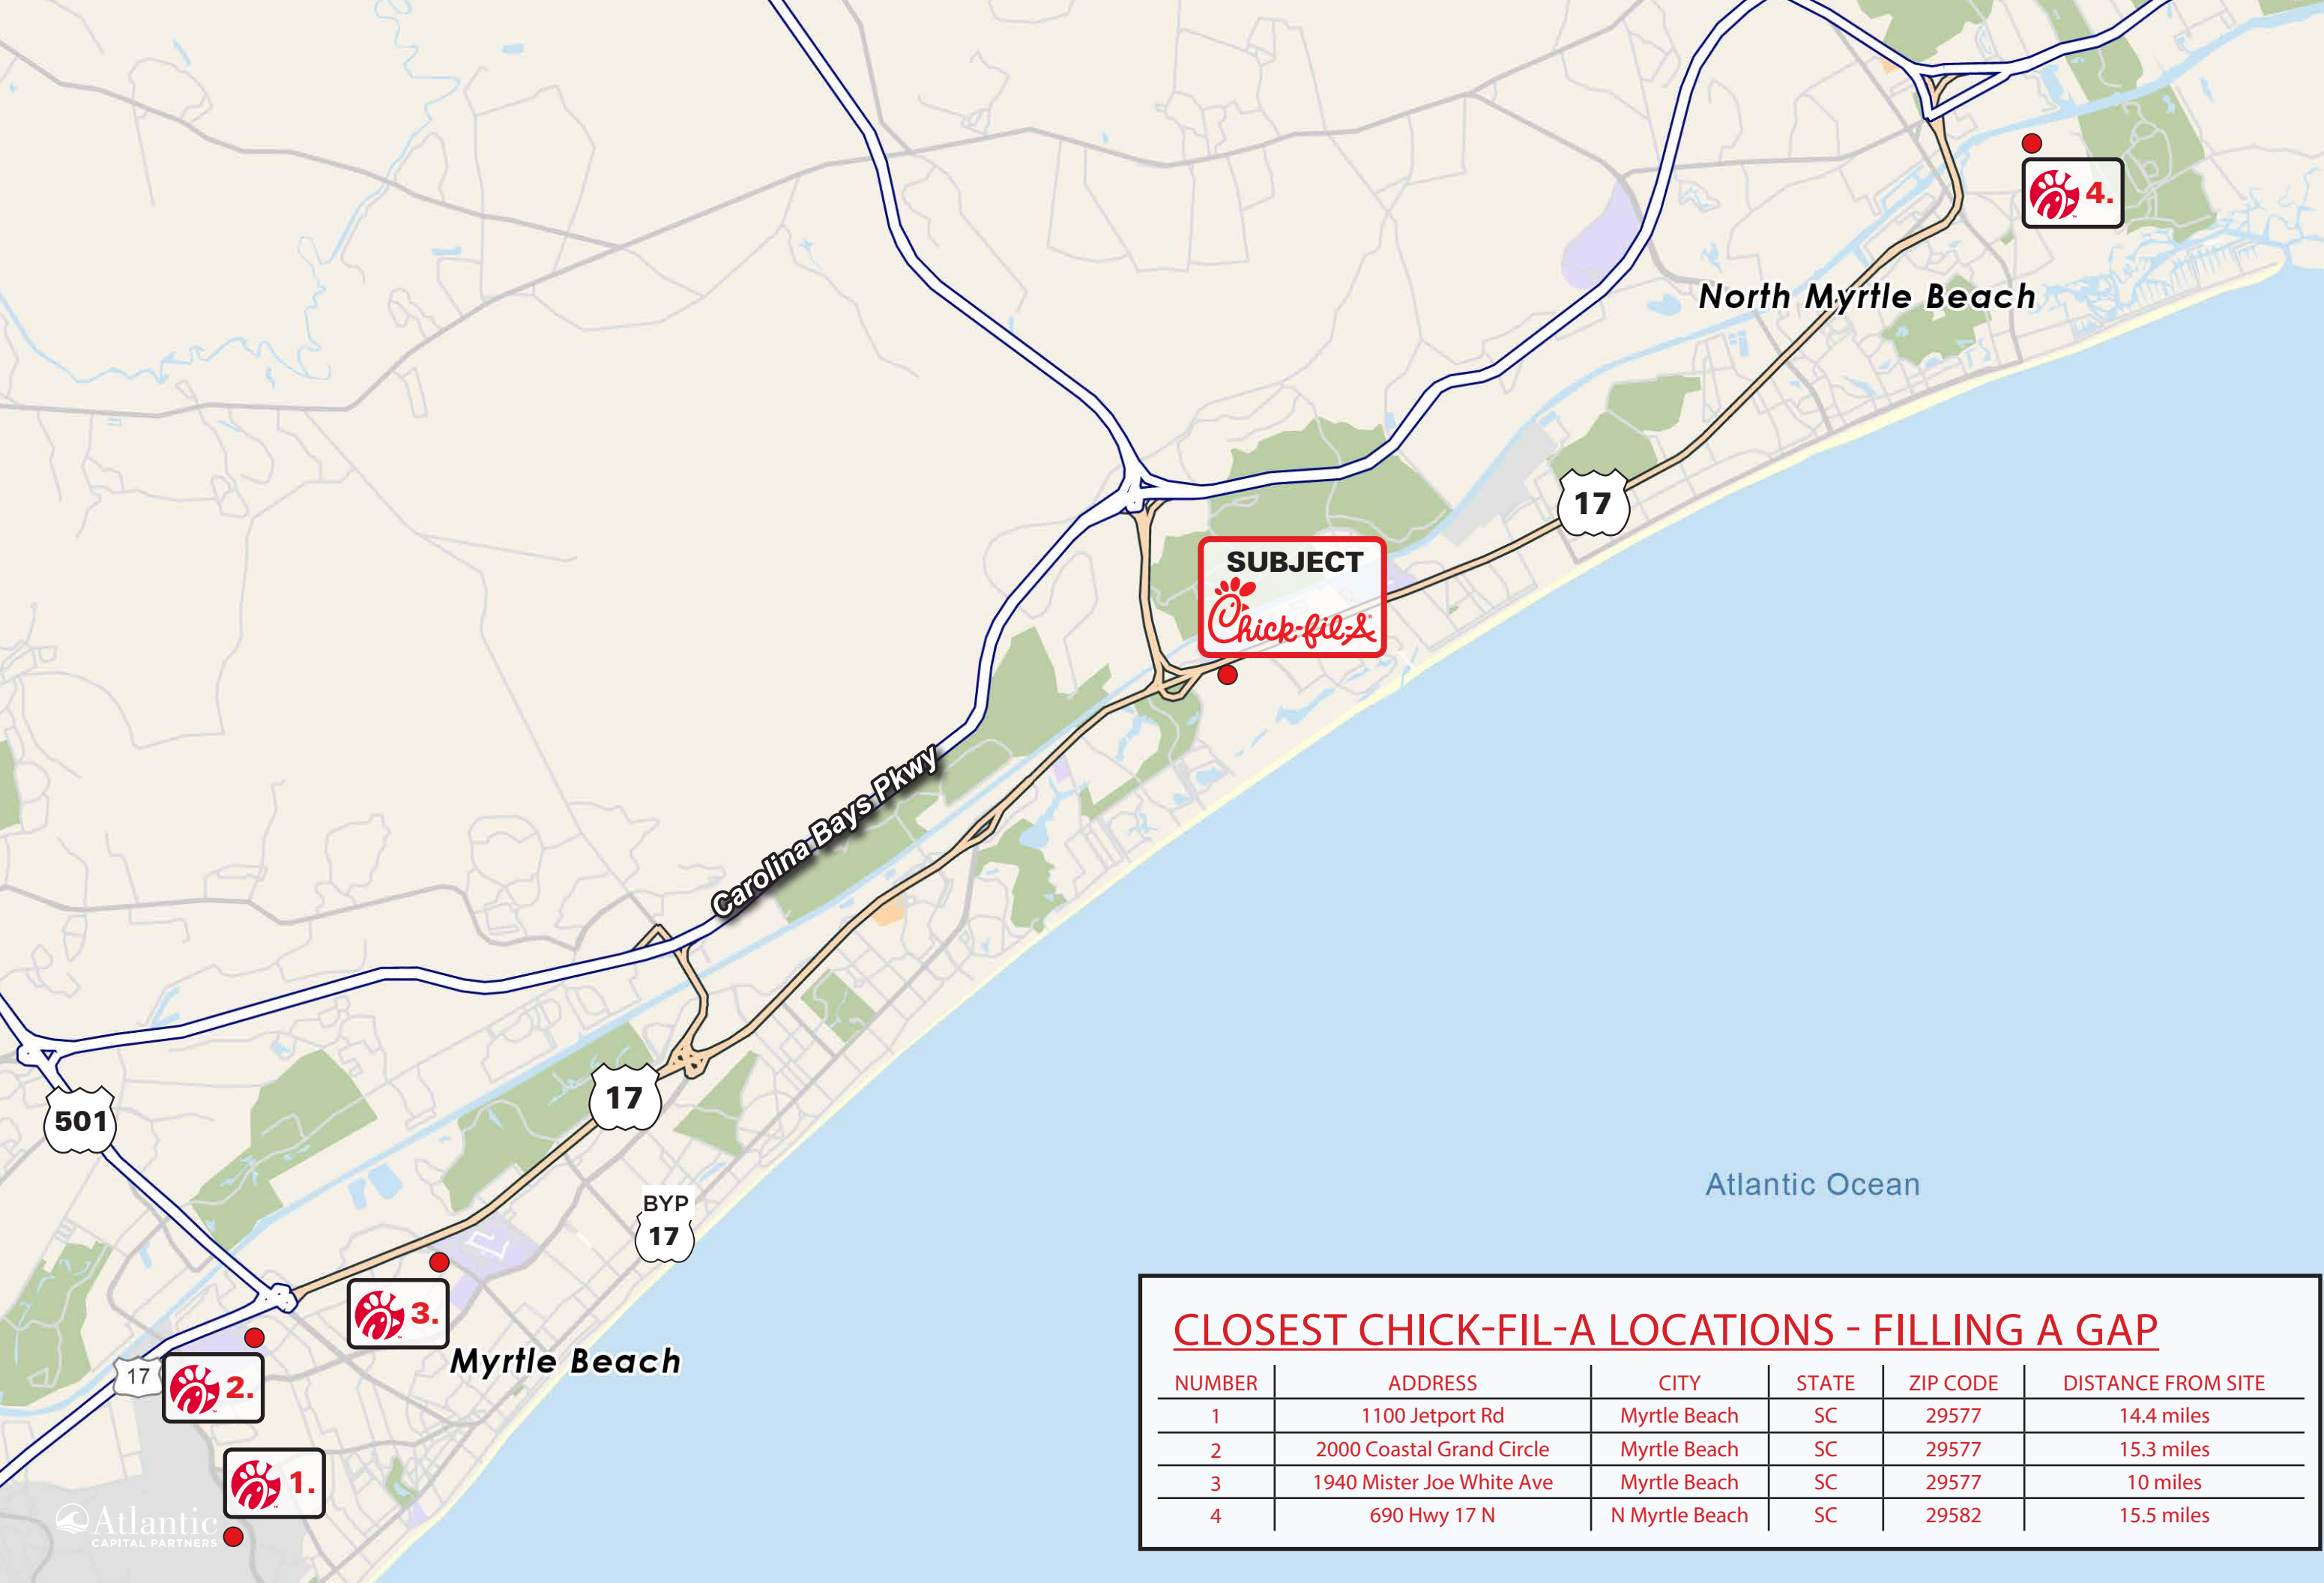 4.
North Myrtle Beach
17
SUBJECT
Chick-fil-A
Carolina Bays Pkwy
17
501
BYP
17
Atlantic Ocean
3.
Myrtle Beach
17
2.
1.
Atlantic
CAPITAL PARTNERS
CLOSEST CHICK-FIL-A LOCATIONS - FILLING A GAP
NUMBER ADDRESS CITY STATE ZIP CODE DISTANCE FROM SITE
1 1100 Jetport Rd Myrtle Beach SC 29577 14.4 miles
2 2000 Coastal Grand Circle Myrtle Beach SC 29577 15.3 miles
3 1940 Mister Joe White Ave Myrtle Beach SC 29577 10 miles
4 690 Hwy 17 N N Myrtle Beach SC 29582 15.5 miles